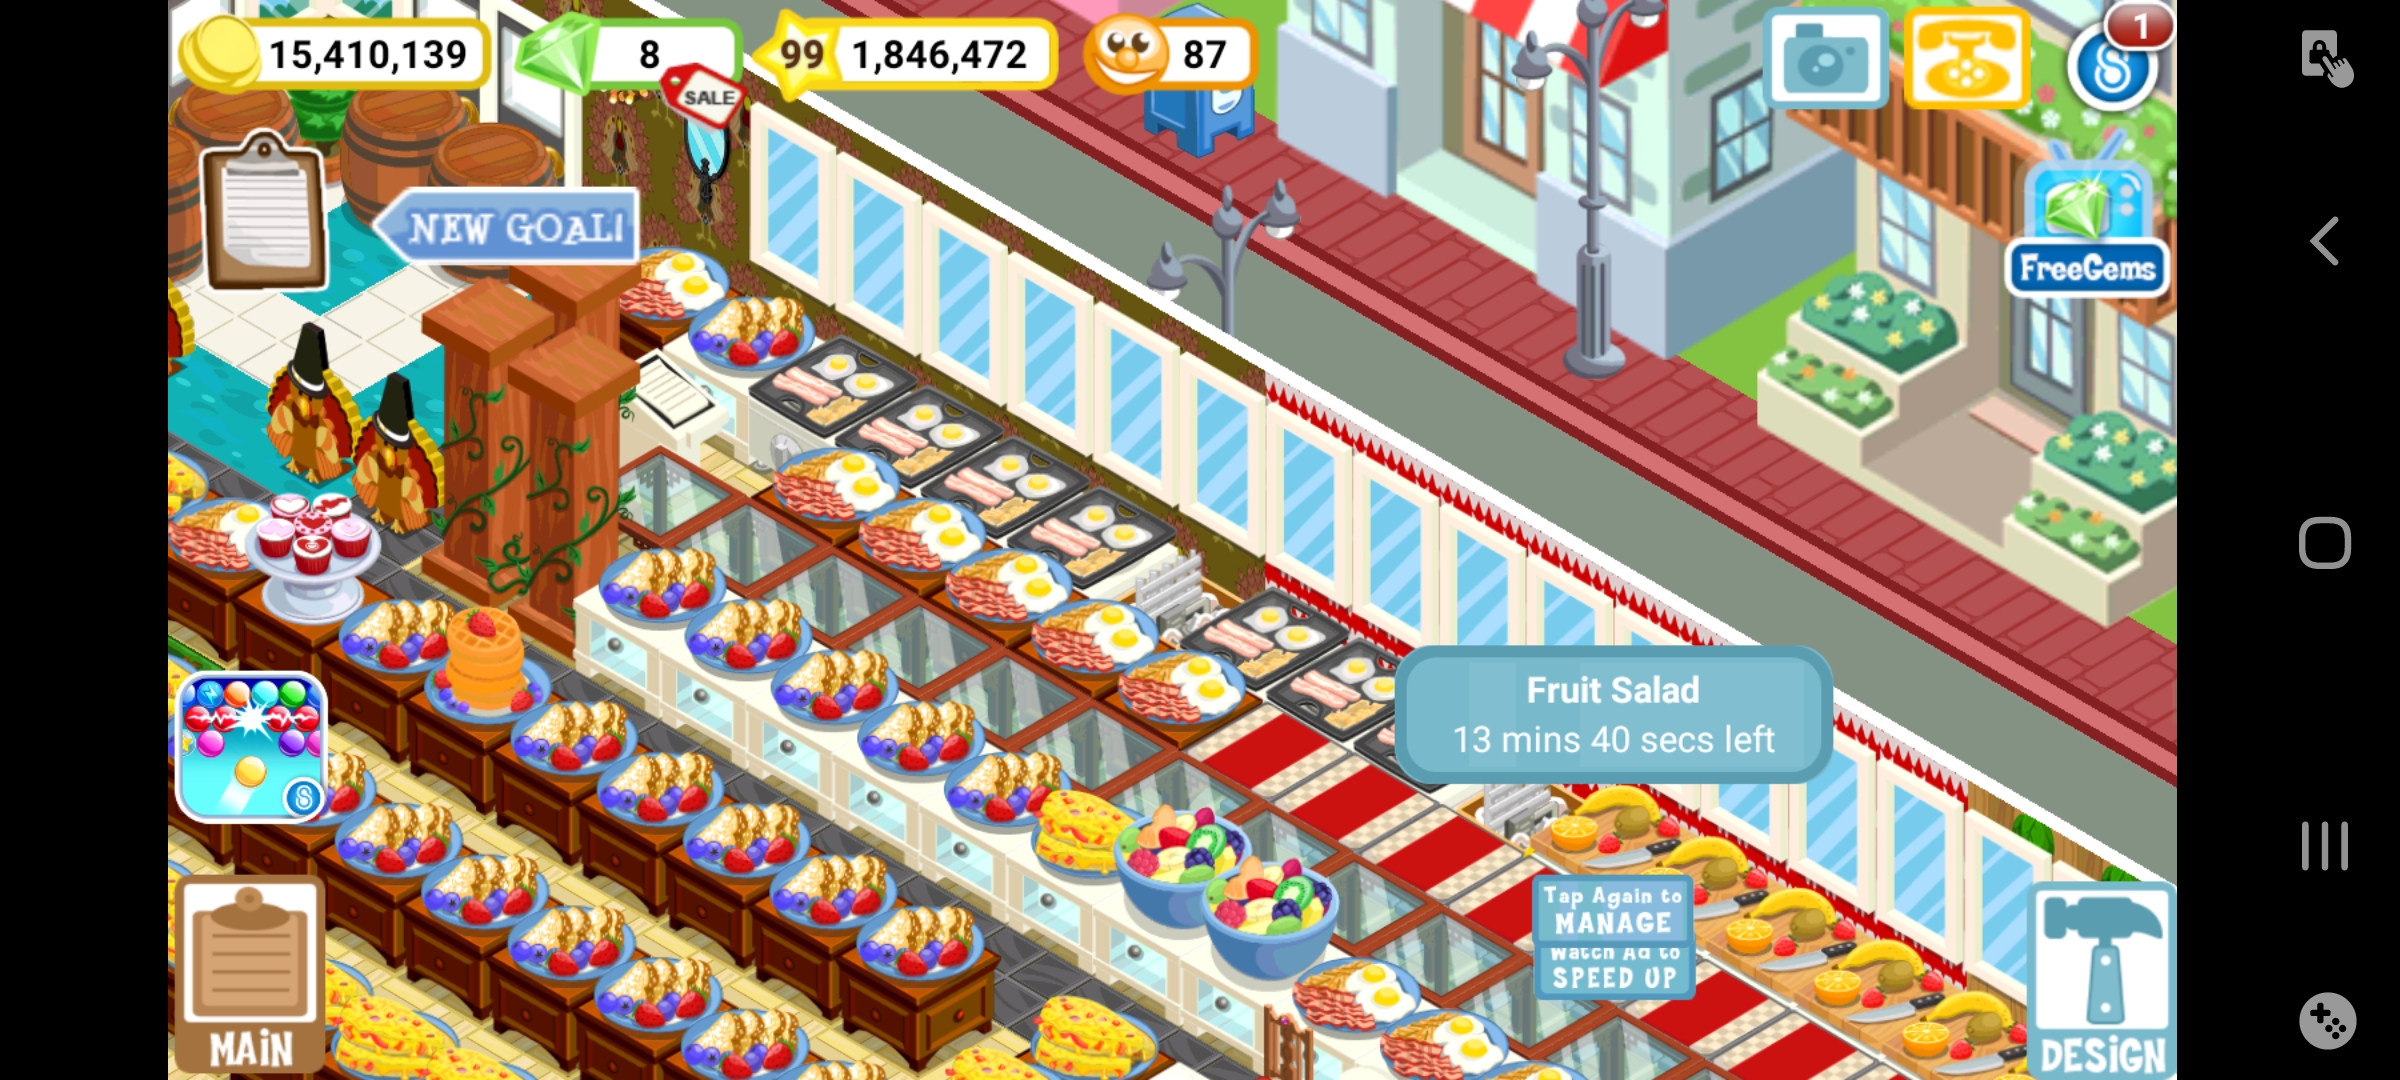 15,410,139
8
99
1,846,472
87
1
SALE
NEW GOAL!
FreeGems
Fruit Salad
13 mins 40 secs left
Tap Again to
MANAGE
Watch Ad to
SPEED UP
MAiN
DESiGN